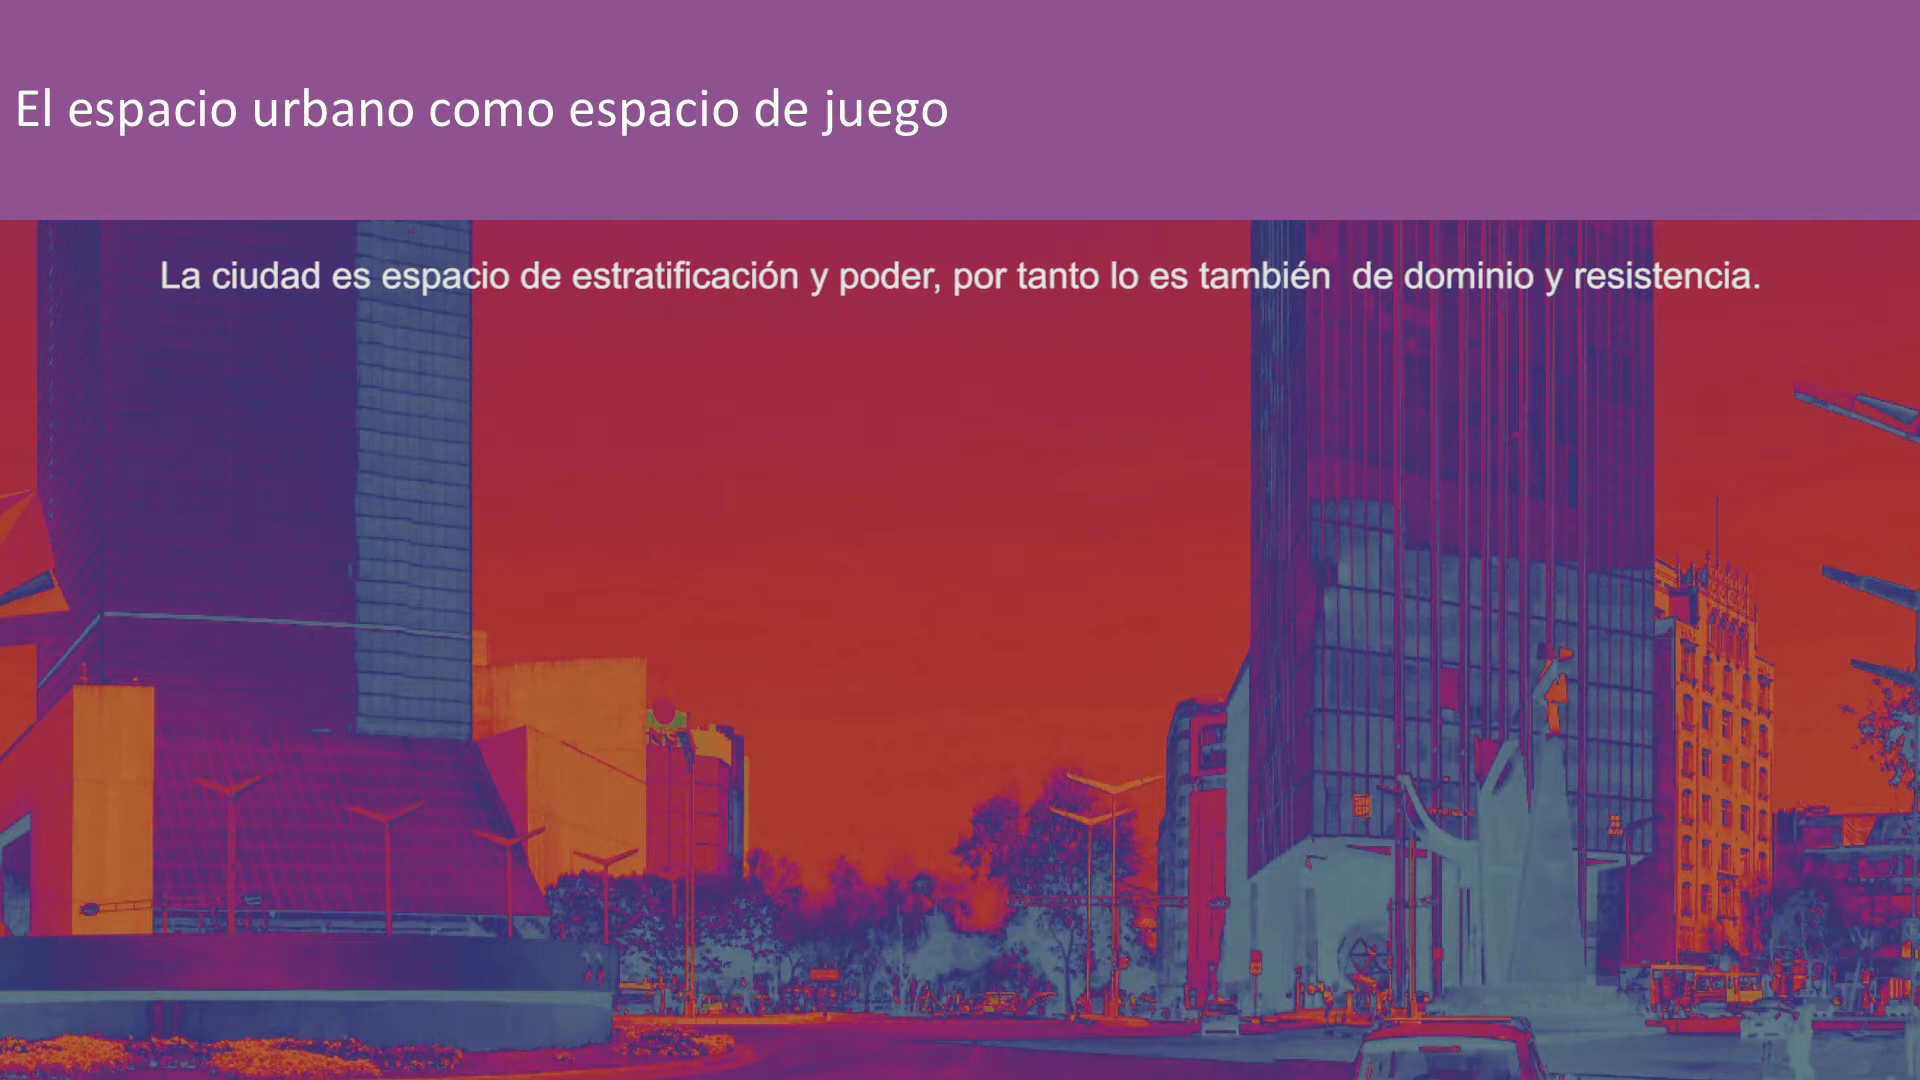 El espacio urbano como espacio de juego
La ciudad es espacio de estratificación y poder, por tanto lo es también  de dominio y resistencia.